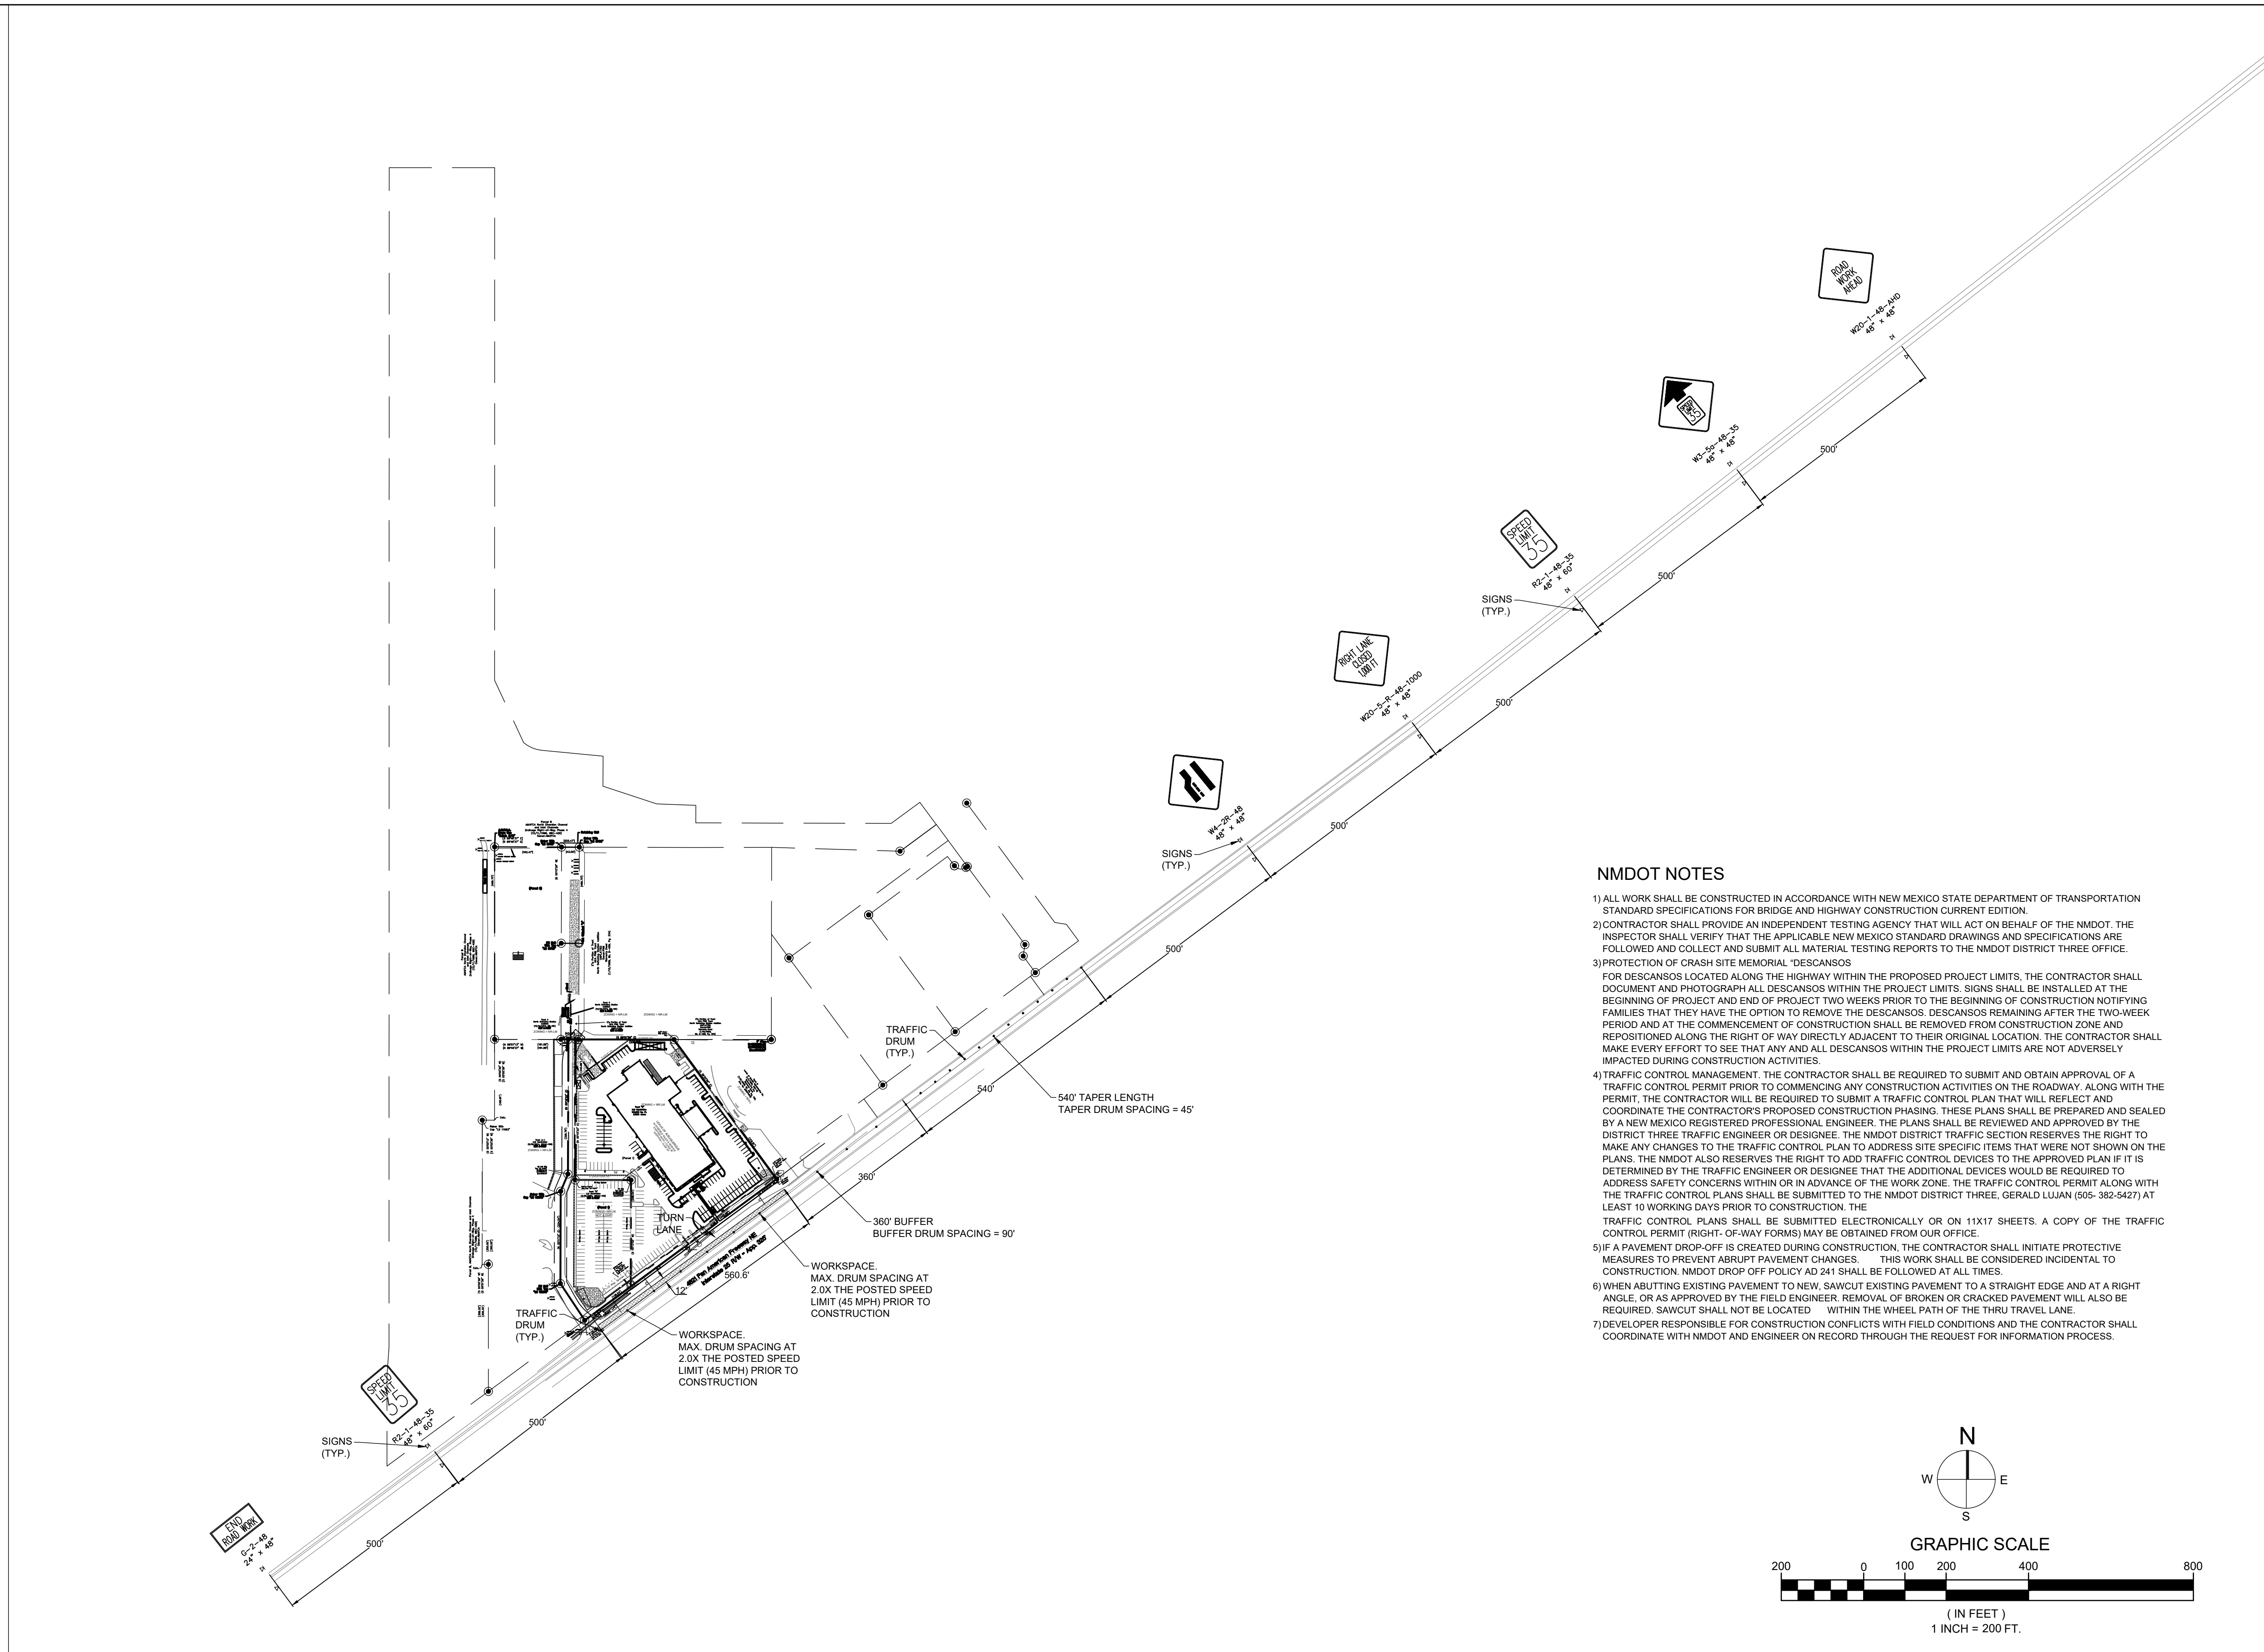 ROAD
WORK
AHEAD
W20-1-48-AHD
48" x 48"
500'
SPEED
LIMIT
35
W3-5a-48-35
48" x 48"
500'
SPEED
LIMIT
35
R2-1-48-35
48" x 60"
SIGNS
(TYP.)
500'
RIGHT LANE
CLOSED
1,000 FT
W20-5-R-48-1000
48" x 48"
500'
W4-2R-48
48" x 48"
SIGNS
(TYP.)
500'
TRAFFIC
DRUM
(TYP.)
540'
540' TAPER LENGTH
TAPER DRUM SPACING = 45'
360'
360' BUFFER
BUFFER DRUM SPACING = 90'
TURN
LANE
4821 Pan American Freeway NE
560.6'
12'
WORKSPACE.
MAX. DRUM SPACING AT
2.0X THE POSTED SPEED
LIMIT (45 MPH) PRIOR TO
CONSTRUCTION
TRAFFIC
DRUM
(TYP.)
WORKSPACE.
MAX. DRUM SPACING AT
2.0X THE POSTED SPEED
LIMIT (45 MPH) PRIOR TO
CONSTRUCTION
SPEED
LIMIT
35
R2-1-48-35
48" x 60"
SIGNS
(TYP.)
500'
END
ROAD WORK
G-2-48
24" x 48"
500'
NMDOT NOTES
1) ALL WORK SHALL BE CONSTRUCTED IN ACCORDANCE WITH NEW MEXICO STATE DEPARTMENT OF TRANSPORTATION
STANDARD SPECIFICATIONS FOR BRIDGE AND HIGHWAY CONSTRUCTION CURRENT EDITION.
2) CONTRACTOR SHALL PROVIDE AN INDEPENDENT TESTING AGENCY THAT WILL ACT ON BEHALF OF THE NMDOT. THE
INSPECTOR SHALL VERIFY THAT THE APPLICABLE NEW MEXICO STANDARD DRAWINGS AND SPECIFICATIONS ARE
FOLLOWED AND COLLECT AND SUBMIT ALL MATERIAL TESTING REPORTS TO THE NMDOT DISTRICT THREE OFFICE.
3) PROTECTION OF CRASH SITE MEMORIAL “DESCANSOS
FOR DESCANSOS LOCATED ALONG THE HIGHWAY WITHIN THE PROPOSED PROJECT LIMITS, THE CONTRACTOR SHALL
DOCUMENT AND PHOTOGRAPH ALL DESCANSOS WITHIN THE PROJECT LIMITS. SIGNS SHALL BE INSTALLED AT THE
BEGINNING OF PROJECT AND END OF PROJECT TWO WEEKS PRIOR TO THE BEGINNING OF CONSTRUCTION NOTIFYING
FAMILIES THAT THEY HAVE THE OPTION TO REMOVE THE DESCANSOS. DESCANSOS REMAINING AFTER THE TWO-WEEK
PERIOD AND AT THE COMMENCEMENT OF CONSTRUCTION SHALL BE REMOVED FROM CONSTRUCTION ZONE AND
REPOSITIONED ALONG THE RIGHT OF WAY DIRECTLY ADJACENT TO THEIR ORIGINAL LOCATION. THE CONTRACTOR SHALL
MAKE EVERY EFFORT TO SEE THAT ANY AND ALL DESCANSOS WITHIN THE PROJECT LIMITS ARE NOT ADVERSELY
IMPACTED DURING CONSTRUCTION ACTIVITIES.
4) TRAFFIC CONTROL MANAGEMENT. THE CONTRACTOR SHALL BE REQUIRED TO SUBMIT AND OBTAIN APPROVAL OF A
TRAFFIC CONTROL PERMIT PRIOR TO COMMENCING ANY CONSTRUCTION ACTIVITIES ON THE ROADWAY. ALONG WITH THE
PERMIT, THE CONTRACTOR WILL BE REQUIRED TO SUBMIT A TRAFFIC CONTROL PLAN THAT WILL REFLECT AND
COORDINATE THE CONTRACTOR'S PROPOSED CONSTRUCTION PHASING. THESE PLANS SHALL BE PREPARED AND SEALED
BY A NEW MEXICO REGISTERED PROFESSIONAL ENGINEER. THE PLANS SHALL BE REVIEWED AND APPROVED BY THE
DISTRICT THREE TRAFFIC ENGINEER OR DESIGNEE. THE NMDOT DISTRICT TRAFFIC SECTION RESERVES THE RIGHT TO
MAKE ANY CHANGES TO THE TRAFFIC CONTROL PLAN TO ADDRESS SITE SPECIFIC ITEMS THAT WERE NOT SHOWN ON THE
PLANS. THE NMDOT ALSO RESERVES THE RIGHT TO ADD TRAFFIC CONTROL DEVICES TO THE APPROVED PLAN IF IT IS
DETERMINED BY THE TRAFFIC ENGINEER OR DESIGNEE THAT THE ADDITIONAL DEVICES WOULD BE REQUIRED TO
ADDRESS SAFETY CONCERNS WITHIN OR IN ADVANCE OF THE WORK ZONE. THE TRAFFIC CONTROL PERMIT ALONG WITH
THE TRAFFIC CONTROL PLANS SHALL BE SUBMITTED TO THE NMDOT DISTRICT THREE, GERALD LUJAN (505- 382-5427) AT
LEAST 10 WORKING DAYS PRIOR TO CONSTRUCTION. THE
TRAFFIC CONTROL PLANS SHALL BE SUBMITTED ELECTRONICALLY OR ON 11X17 SHEETS. A COPY OF THE TRAFFIC
CONTROL PERMIT (RIGHT- OF-WAY FORMS) MAY BE OBTAINED FROM OUR OFFICE.
5) IF A PAVEMENT DROP-OFF IS CREATED DURING CONSTRUCTION, THE CONTRACTOR SHALL INITIATE PROTECTIVE
MEASURES TO PREVENT ABRUPT PAVEMENT CHANGES. THIS WORK SHALL BE CONSIDERED INCIDENTAL TO
CONSTRUCTION. NMDOT DROP OFF POLICY AD 241 SHALL BE FOLLOWED AT ALL TIMES.
6) WHEN ABUTTING EXISTING PAVEMENT TO NEW, SAWCUT EXISTING PAVEMENT TO A STRAIGHT EDGE AND AT A RIGHT
ANGLE, OR AS APPROVED BY THE FIELD ENGINEER. REMOVAL OF BROKEN OR CRACKED PAVEMENT WILL ALSO BE
REQUIRED. SAWCUT SHALL NOT BE LOCATED WITHIN THE WHEEL PATH OF THE THRU TRAVEL LANE.
7) DEVELOPER RESPONSIBLE FOR CONSTRUCTION CONFLICTS WITH FIELD CONDITIONS AND THE CONTRACTOR SHALL
COORDINATE WITH NMDOT AND ENGINEER ON RECORD THROUGH THE REQUEST FOR INFORMATION PROCESS.
N
W E
S
GRAPHIC SCALE
200 0 100 200 400 800
( IN FEET )
1 INCH = 200 FT.